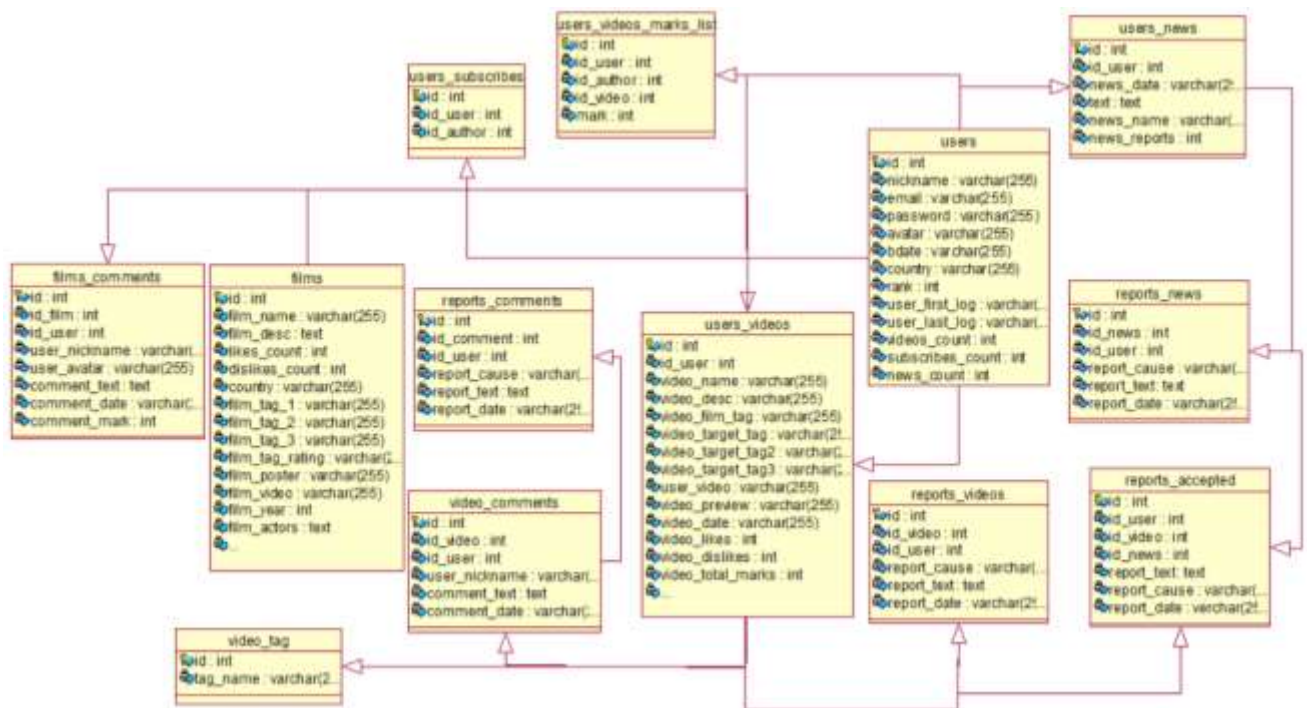 users_videos_marks_list
id : int
id_user : int
id_author : int
id_video : int
mark : int
users_news
id : int
id_user : int
news_date : varchar(2!...
text : text
news_name : varchar(...
news_reports : int
users_subscribes
id : int
id_user : int
id_author : int
users
id : int
nickname : varchar(255)
email : varchar(255)
password : varchar(255)
avatar : varchar(255)
bdate : varchar(255)
country : varchar(255)
rank : int
user_first_log : varchar(...
user_last_log : varchar(...
videos_count : int
subscribes_count : int
news_count : int
films_comments
id : int
id_film : int
id_user : int
user_nickname : varchar(...
user_avatar : varchar(255)
comment_text : text
comment_date : varchar(...
comment_mark : int
films
id : int
film_name : varchar(255)
film_desc : text
likes_count : int
dislikes_count : int
country : varchar(255)
film_tag_1 : varchar(255)
film_tag_2 : varchar(255)
film_tag_3 : varchar(255)
film_tag_rating : varchar(2...
film_poster : varchar(255)
film_video : varchar(255)
film_year : int
film_actors : text
...
reports_comments
id : int
id_comment : int
id_user : int
report_cause : varchar(...
report_text : text
report_date : varchar(2!...
users_videos
id : int
id_user : int
video_name : varchar(255)
video_desc : varchar(255)
video_film_tag : varchar(255)
video_target_tag : varchar(2!...
video_target_tag2 : varchar(2...
video_target_tag3 : varchar(2...
user_video : varchar(255)
video_preview : varchar(255)
video_date : varchar(255)
video_likes : int
video_dislikes : int
video_total_marks : int
...
reports_news
id : int
id_news : int
id_user : int
report_cause : varchar(...
report_text : text
report_date : varchar(2!...
video_comments
id : int
id_video : int
id_user : int
user_nickname : varchar(...
comment_text : text
comment_date : varchar(...
reports_videos
id : int
id_video : int
id_user : int
report_cause : varchar(...
report_text : text
report_date : varchar(2!...
reports_accepted
id : int
id_user : int
id_video : int
id_news : int
report_text : text
report_cause : varchar(...
report_date : varchar(2!...
video_tag
id : int
tag_name : varchar(2...